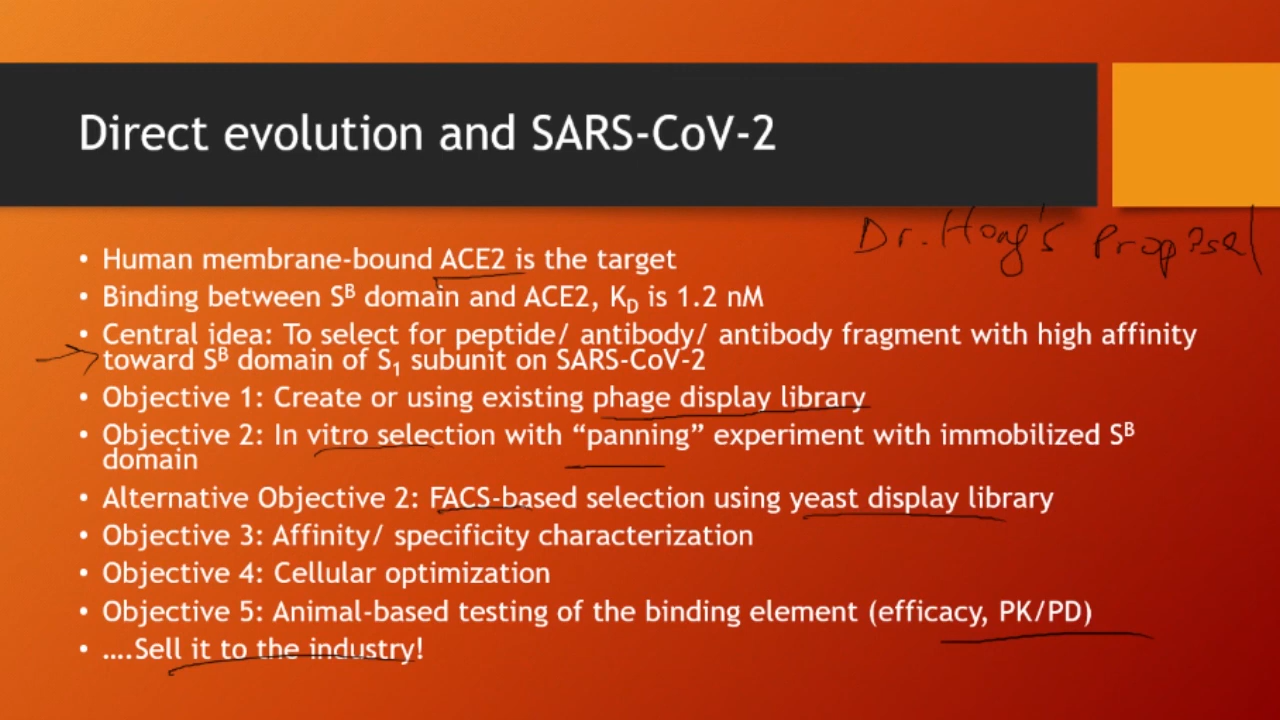 Direct evolution and SARS-CoV-2
Dr. Hong's Proposal
• Human membrane-bound ACE2 is the target
• Binding between Sᴮ domain and ACE2, K_D is 1.2 nM
• Central idea: To select for peptide/ antibody/ antibody fragment with high affinity
toward Sᴮ domain of S₁ subunit on SARS-CoV-2
• Objective 1: Create or using existing phage display library
• Objective 2: In vitro selection with “panning” experiment with immobilized Sᴮ
domain
• Alternative Objective 2: FACS-based selection using yeast display library
• Objective 3: Affinity/ specificity characterization
• Objective 4: Cellular optimization
• Objective 5: Animal-based testing of the binding element (efficacy, PK/PD)
• ….Sell it to the industry!